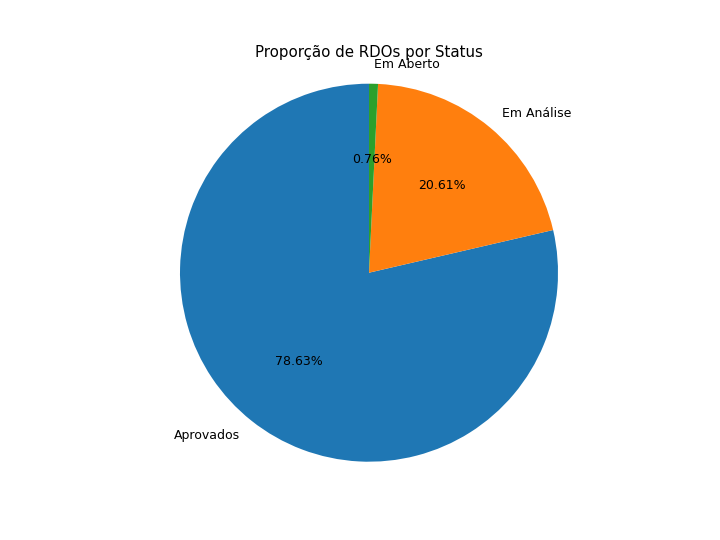 Proporção de RDOs por Status
Em Aberto
Em Análise
0.76%
20.61%
78.63%
Aprovados